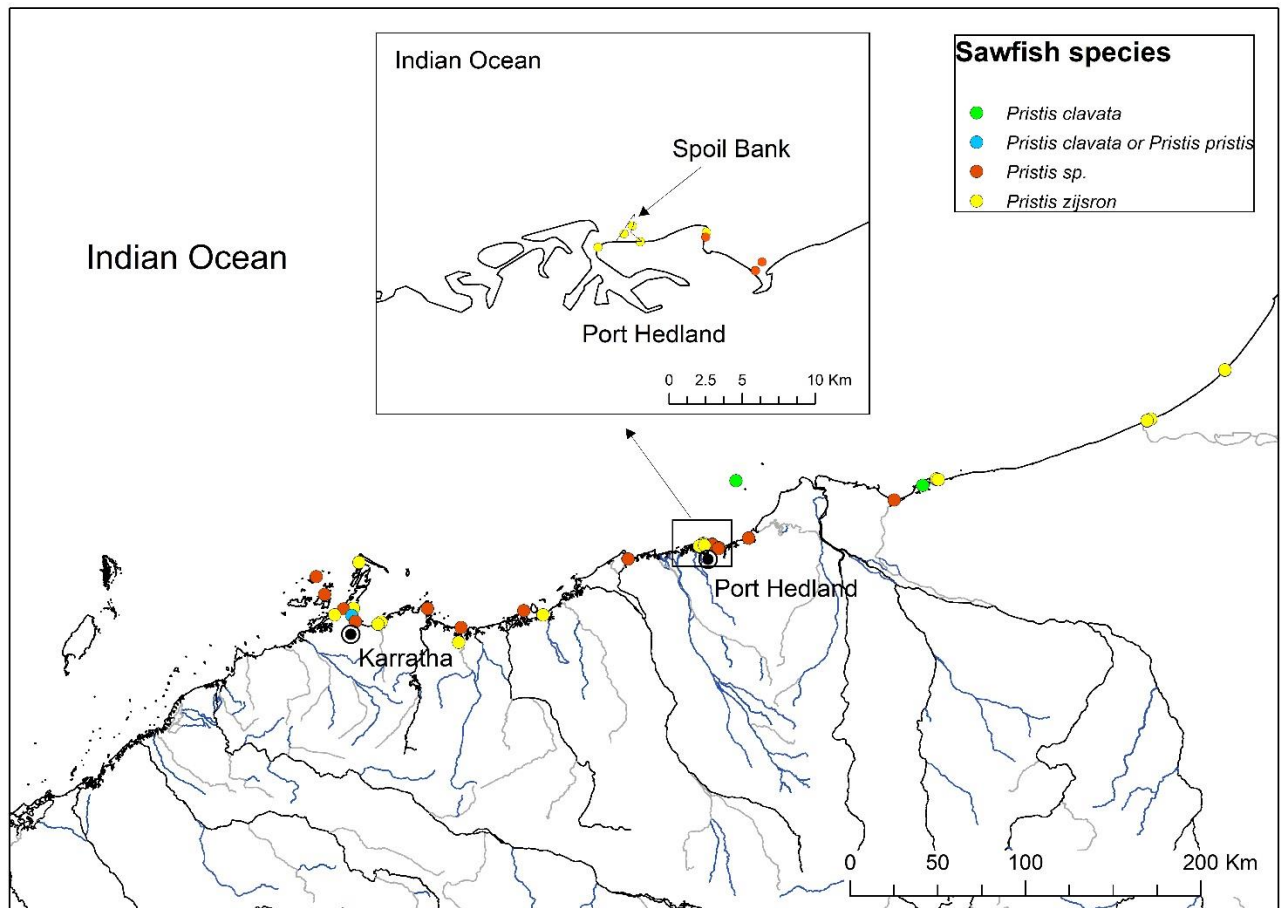 Indian Ocean
Spoil Bank
Port Hedland
0 2.5 5 10 Km
Sawfish species
Pristis clavata
Pristis clavata or Pristis pristis
Pristis sp.
Pristis zijsron
Indian Ocean
Port Hedland
Karratha
0 50 100 200 Km